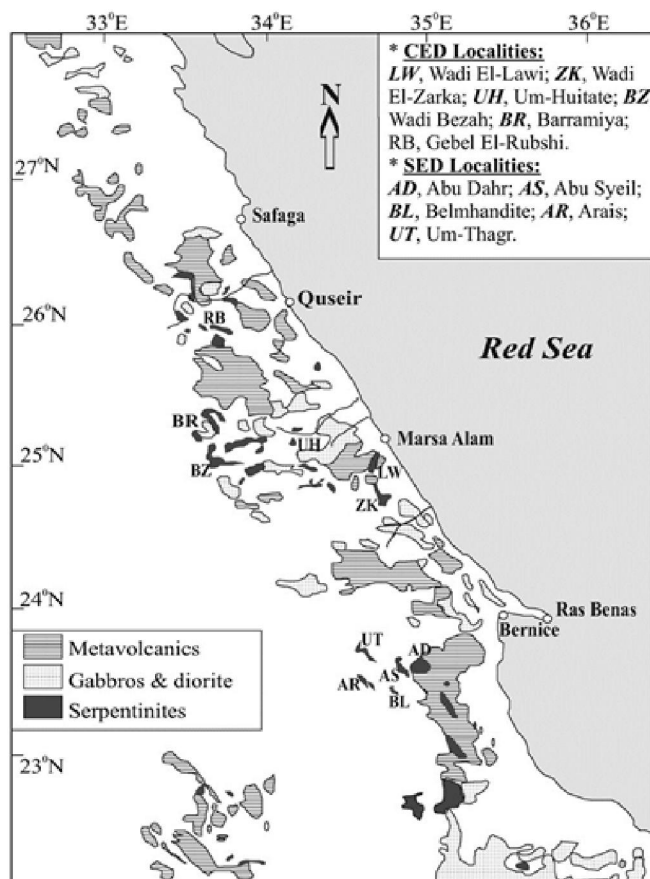 33°E 34°E 35°E 36°E
* CED Localities:
LW, Wadi El-Lawi; ZK, Wadi
El-Zarka; UH, Um-Huitate; BZ
Wadi Bezah; BR, Barramiya;
RB, Gebel El-Rubshi.
* SED Localities:
AD, Abu Dahr; AS, Abu Syeil;
BL, Belmhandite; AR, Arais;
UT, Um-Thagr.
N
27°N
Safaga
Quseir
26°N
RB
Red Sea
BR
UH
Marsa Alam
25°N
BZ
LW
ZK
24°N
Ras Benas
Bernice
UT
AD
AS
AR
BL
Metavolcanics
Gabbros & diorite
Serpentinites
23°N